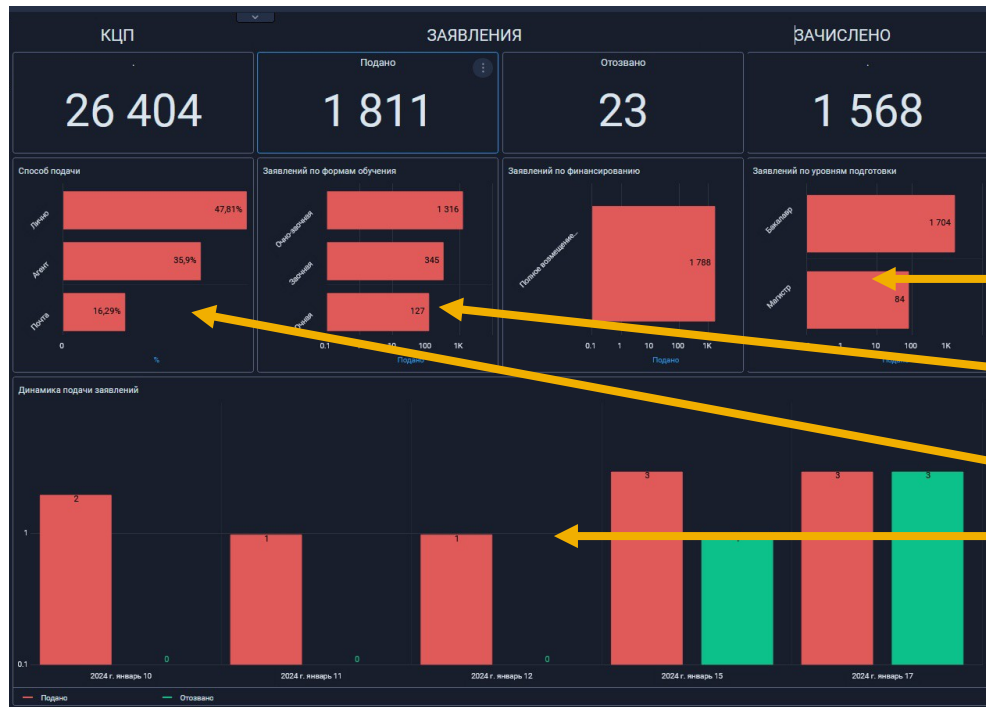 КЦП
ЗАЯВЛЕНИЯ
ЗАЧИСЛЕНО
.
Подано
Отозвано
.
26 404
1 811
23
1 568
Способ подачи
Заявлений по формам обучения
Заявлений по финансированию
Заявлений по уровням подготовки
Лично
47,81%
Агент
35,9%
Почта
16,29%
0
%
Очно-заочная
1 316
Заочная
345
127
0.1
10
100
1K
Подано
Полное возмещение...
1 788
0.1
1
10
100
1K
Подано
Бакалавр
1 704
Магистр
84
1
10
100
1K
Динамика подачи заявлений
1
0.1
2
0
1
0
1
0
3
3
3
2024 г. январь 10
2024 г. январь 11
2024 г. январь 12
2024 г. январь 15
2024 г. январь 17
Подано
Отозвано